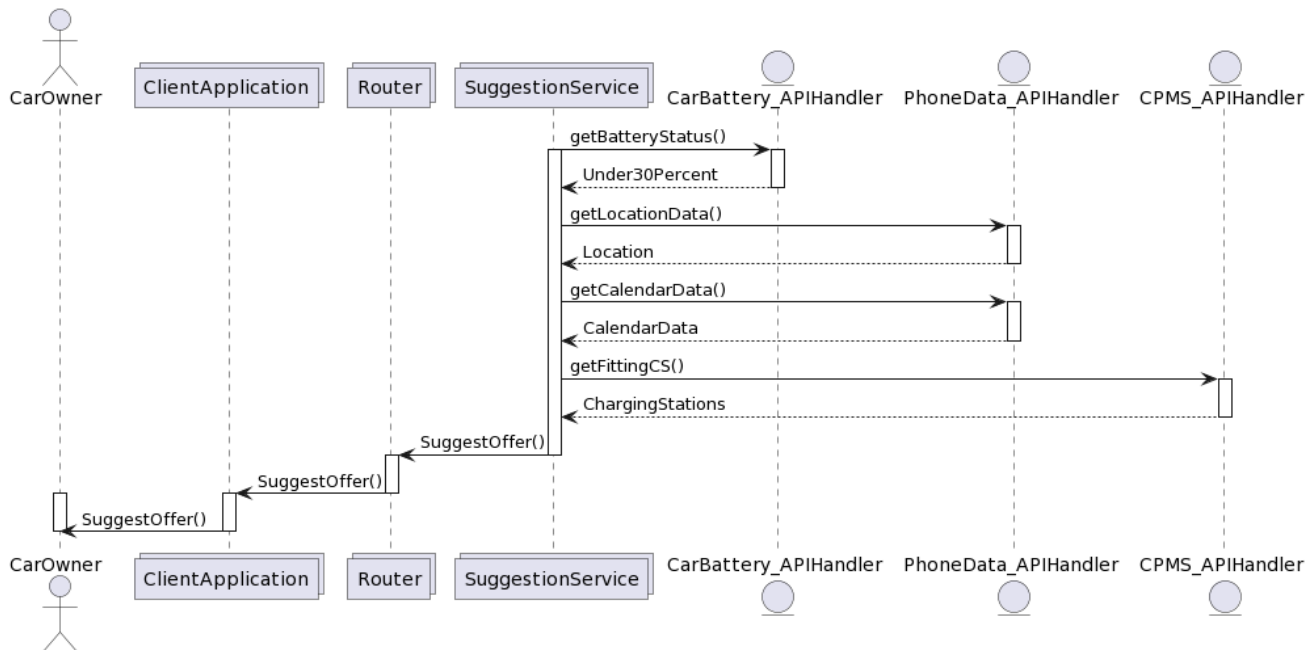 CarOwner
ClientApplication
Router
SuggestionService
CarBattery_APIHandler
PhoneData_APIHandler
CPMS_APIHandler
getBatteryStatus()
Under30Percent
getLocationData()
Location
getCalendarData()
CalendarData
getFittingCS()
ChargingStations
SuggestOffer()
SuggestOffer()
SuggestOffer()
CarOwner
ClientApplication
Router
SuggestionService
CarBattery_APIHandler
PhoneData_APIHandler
CPMS_APIHandler